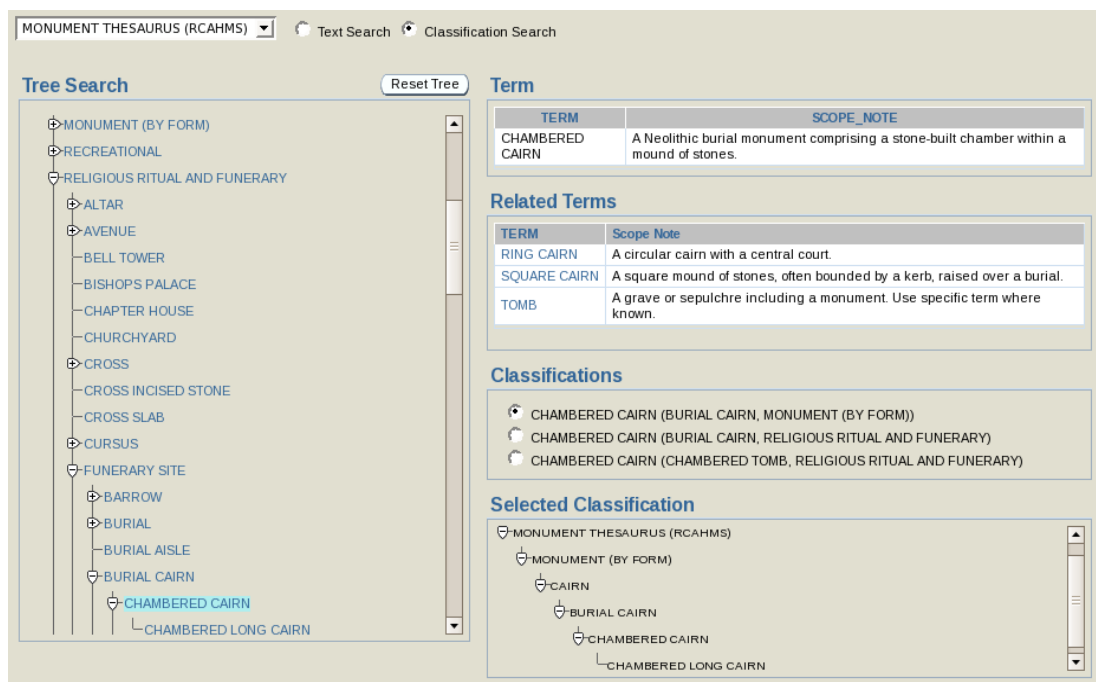 MONUMENT THESAURUS (RCAHMS) Text Search Classification Search
Tree Search Reset Tree
MONUMENT (BY FORM)
RECREATIONAL
RELIGIOUS RITUAL AND FUNERARY
ALTAR
AVENUE
BELL TOWER
BISHOPS PALACE
CHAPTER HOUSE
CHURCHYARD
CROSS
CROSS INCISED STONE
CROSS SLAB
CURSUS
FUNERARY SITE
BARROW
BURIAL
BURIAL AISLE
BURIAL CAIRN
CHAMBERED CAIRN
CHAMBERED LONG CAIRN
Term
TERM SCOPE_NOTE
CHAMBERED CAIRN A Neolithic burial monument comprising a stone-built chamber within a
mound of stones.
Related Terms
TERM Scope Note
RING CAIRN A circular cairn with a central court.
SQUARE CAIRN A square mound of stones, often bounded by a kerb, raised over a burial.
TOMB A grave or sepulchre including a monument. Use specific term where
known.
Classifications
CHAMBERED CAIRN (BURIAL CAIRN, MONUMENT (BY FORM))
CHAMBERED CAIRN (BURIAL CAIRN, RELIGIOUS RITUAL AND FUNERARY)
CHAMBERED CAIRN (CHAMBERED TOMB, RELIGIOUS RITUAL AND FUNERARY)
Selected Classification
MONUMENT THESAURUS (RCAHMS)
MONUMENT (BY FORM)
CAIRN
BURIAL CAIRN
CHAMBERED CAIRN
CHAMBERED LONG CAIRN